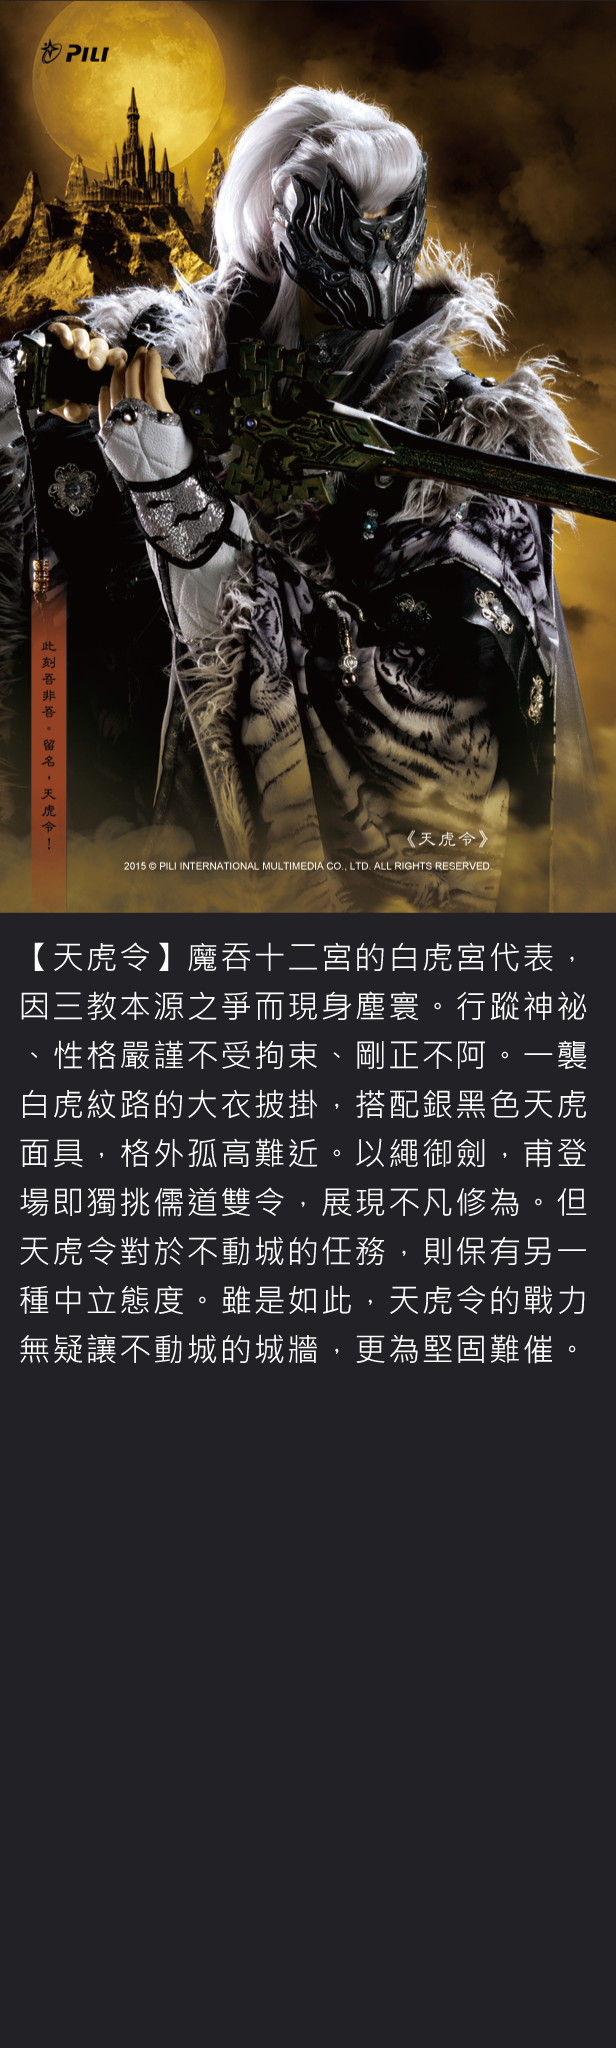 PILI
此刻吾非吾。留名，天虎令！
《天虎令》
2015 © PILI INTERNATIONAL MULTIMEDIA CO., LTD. ALL RIGHTS RESERVED.
【天虎令】魔吞十二宮的白虎宮代表，
因三教本源之爭而現身塵寰。行蹤神祕
、性格嚴謹不受拘束、剛正不阿。一襲
白虎紋路的大衣披掛，搭配銀黑色天虎
面具，格外孤高難近。以繩御劍，甫登
場即獨挑儒道雙令，展現不凡修為。但
天虎令對於不動城的任務，則保有另一
種中立態度。雖是如此，天虎令的戰力
無疑讓不動城的城牆，更為堅固難催。